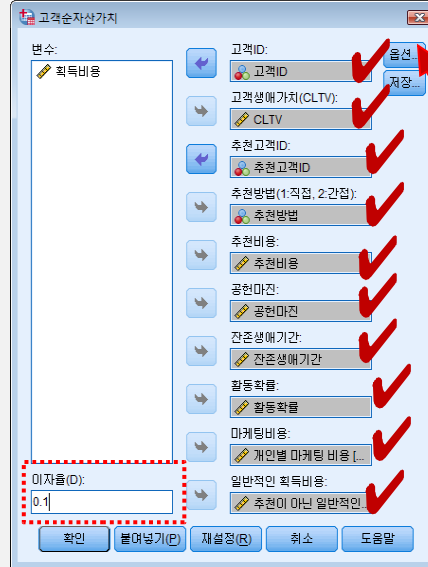 고객순자산가치
변수:
획득비용
고객ID:
고객ID
고객생애가치(CLTV):
CLTV
추천고객ID:
추천고객ID
추천방법(1:직접, 2:간접):
추천방법
추천비용:
추천비용
공헌마진:
공헌마진
잔존생애기간:
잔존생애기간
활동확률:
활동확률
마케팅비용:
개인별 마케팅 비용 [...
일반적인 획득비용:
추천이 아닌 일반적인...
옵션...
저장...
이자율(D):
0.1
확인
붙여넣기(P)
재설정(R)
취소
도움말